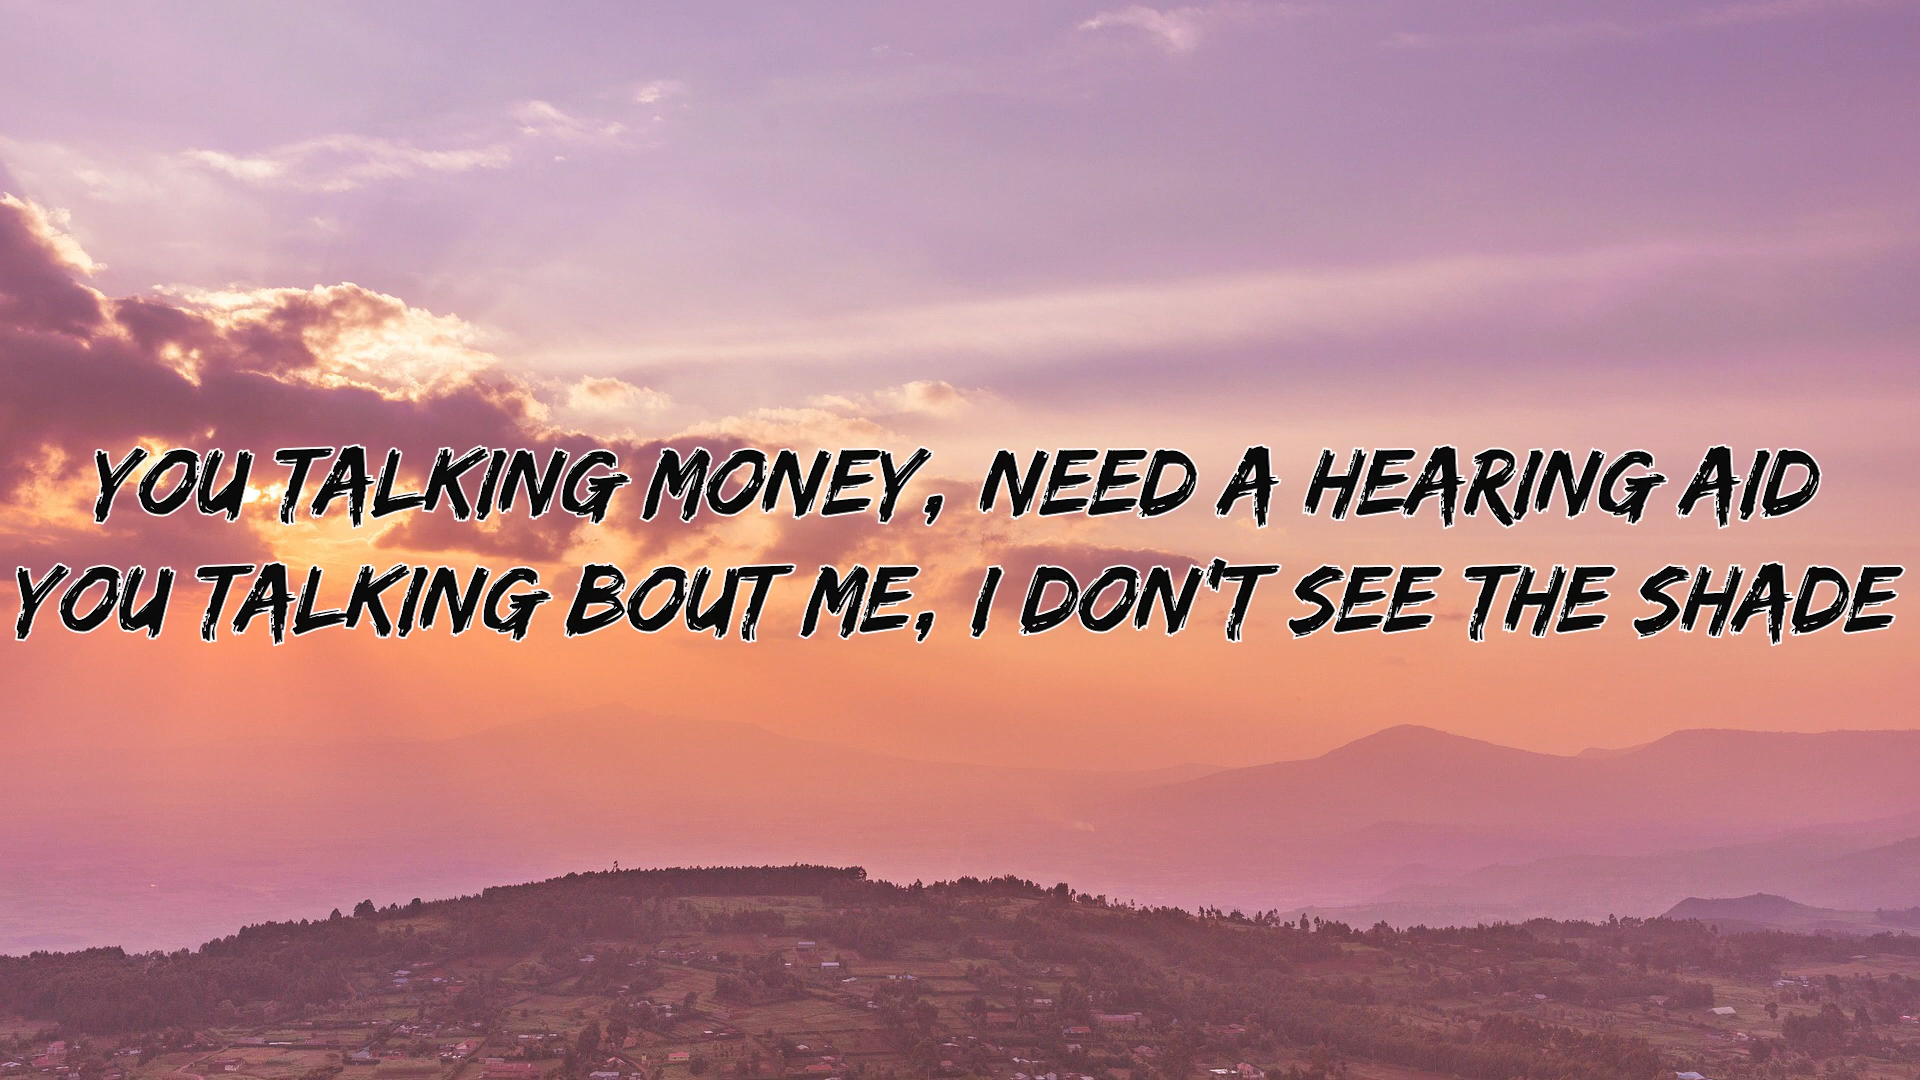 YOU TALKING MONEY, NEED A HEARING AID
YOU TALKING BOUT ME, I DON'T SEE THE SHADE